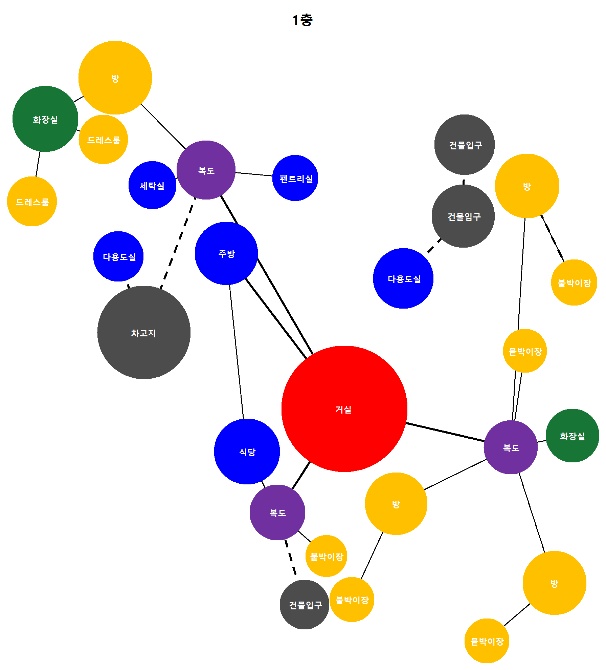 1층
방
화장실
드레스룸
드레스룸
복도
세탁실
팬트리실
주방
다용도실
차고지
건물입구
건물입구
다용도실
방
붙박이장
붙박이장
거실
복도
화장실
식당
복도
방
붙박이장
건물입구
붙박이장
방
붙박이장